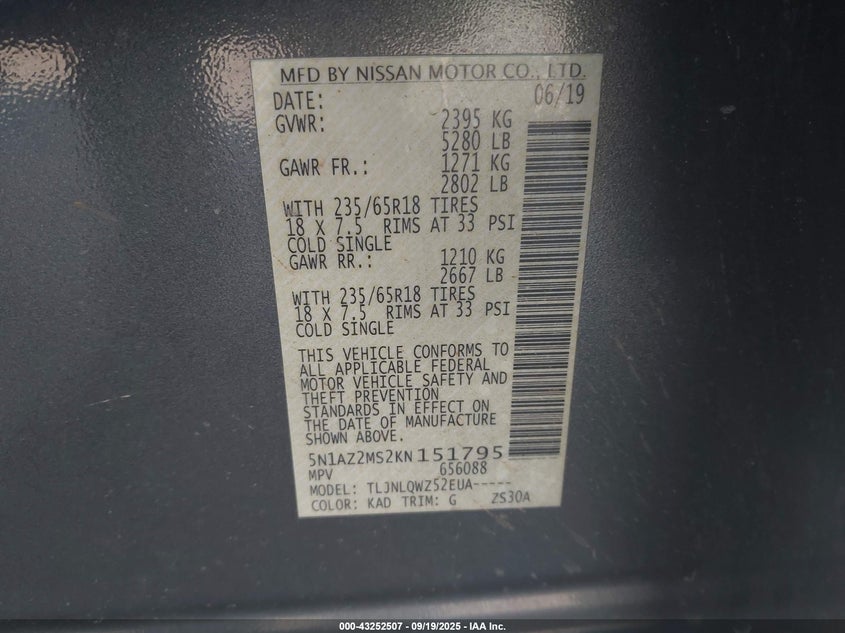 MFD BY NISSAN MOTOR CO., LTD.
DATE: 06/19
GVWR: 2395 KG
5280 LB
GAWR FR.: 1271 KG
2802 LB
WITH 235/65R18 TIRES
18 X 7.5 RIMS AT 33 PSI
COLD SINGLE
GAWR RR.: 1210 KG
2667 LB
WITH 235/65R18 TIRES
18 X 7.5 RIMS AT 33 PSI
COLD SINGLE
THIS VEHICLE CONFORMS TO
ALL APPLICABLE FEDERAL
MOTOR VEHICLE SAFETY AND
THEFT PREVENTION
STANDARDS IN EFFECT ON
THE DATE OF MANUFACTURE
SHOWN ABOVE.
5N1AZ2MS2KN151795
MPV 656088
MODEL: TLJNLQWZ52EUA-----
COLOR: KAD TRIM: G ZS30A
000-43252507 - 09/19/2025 - IAA Inc.